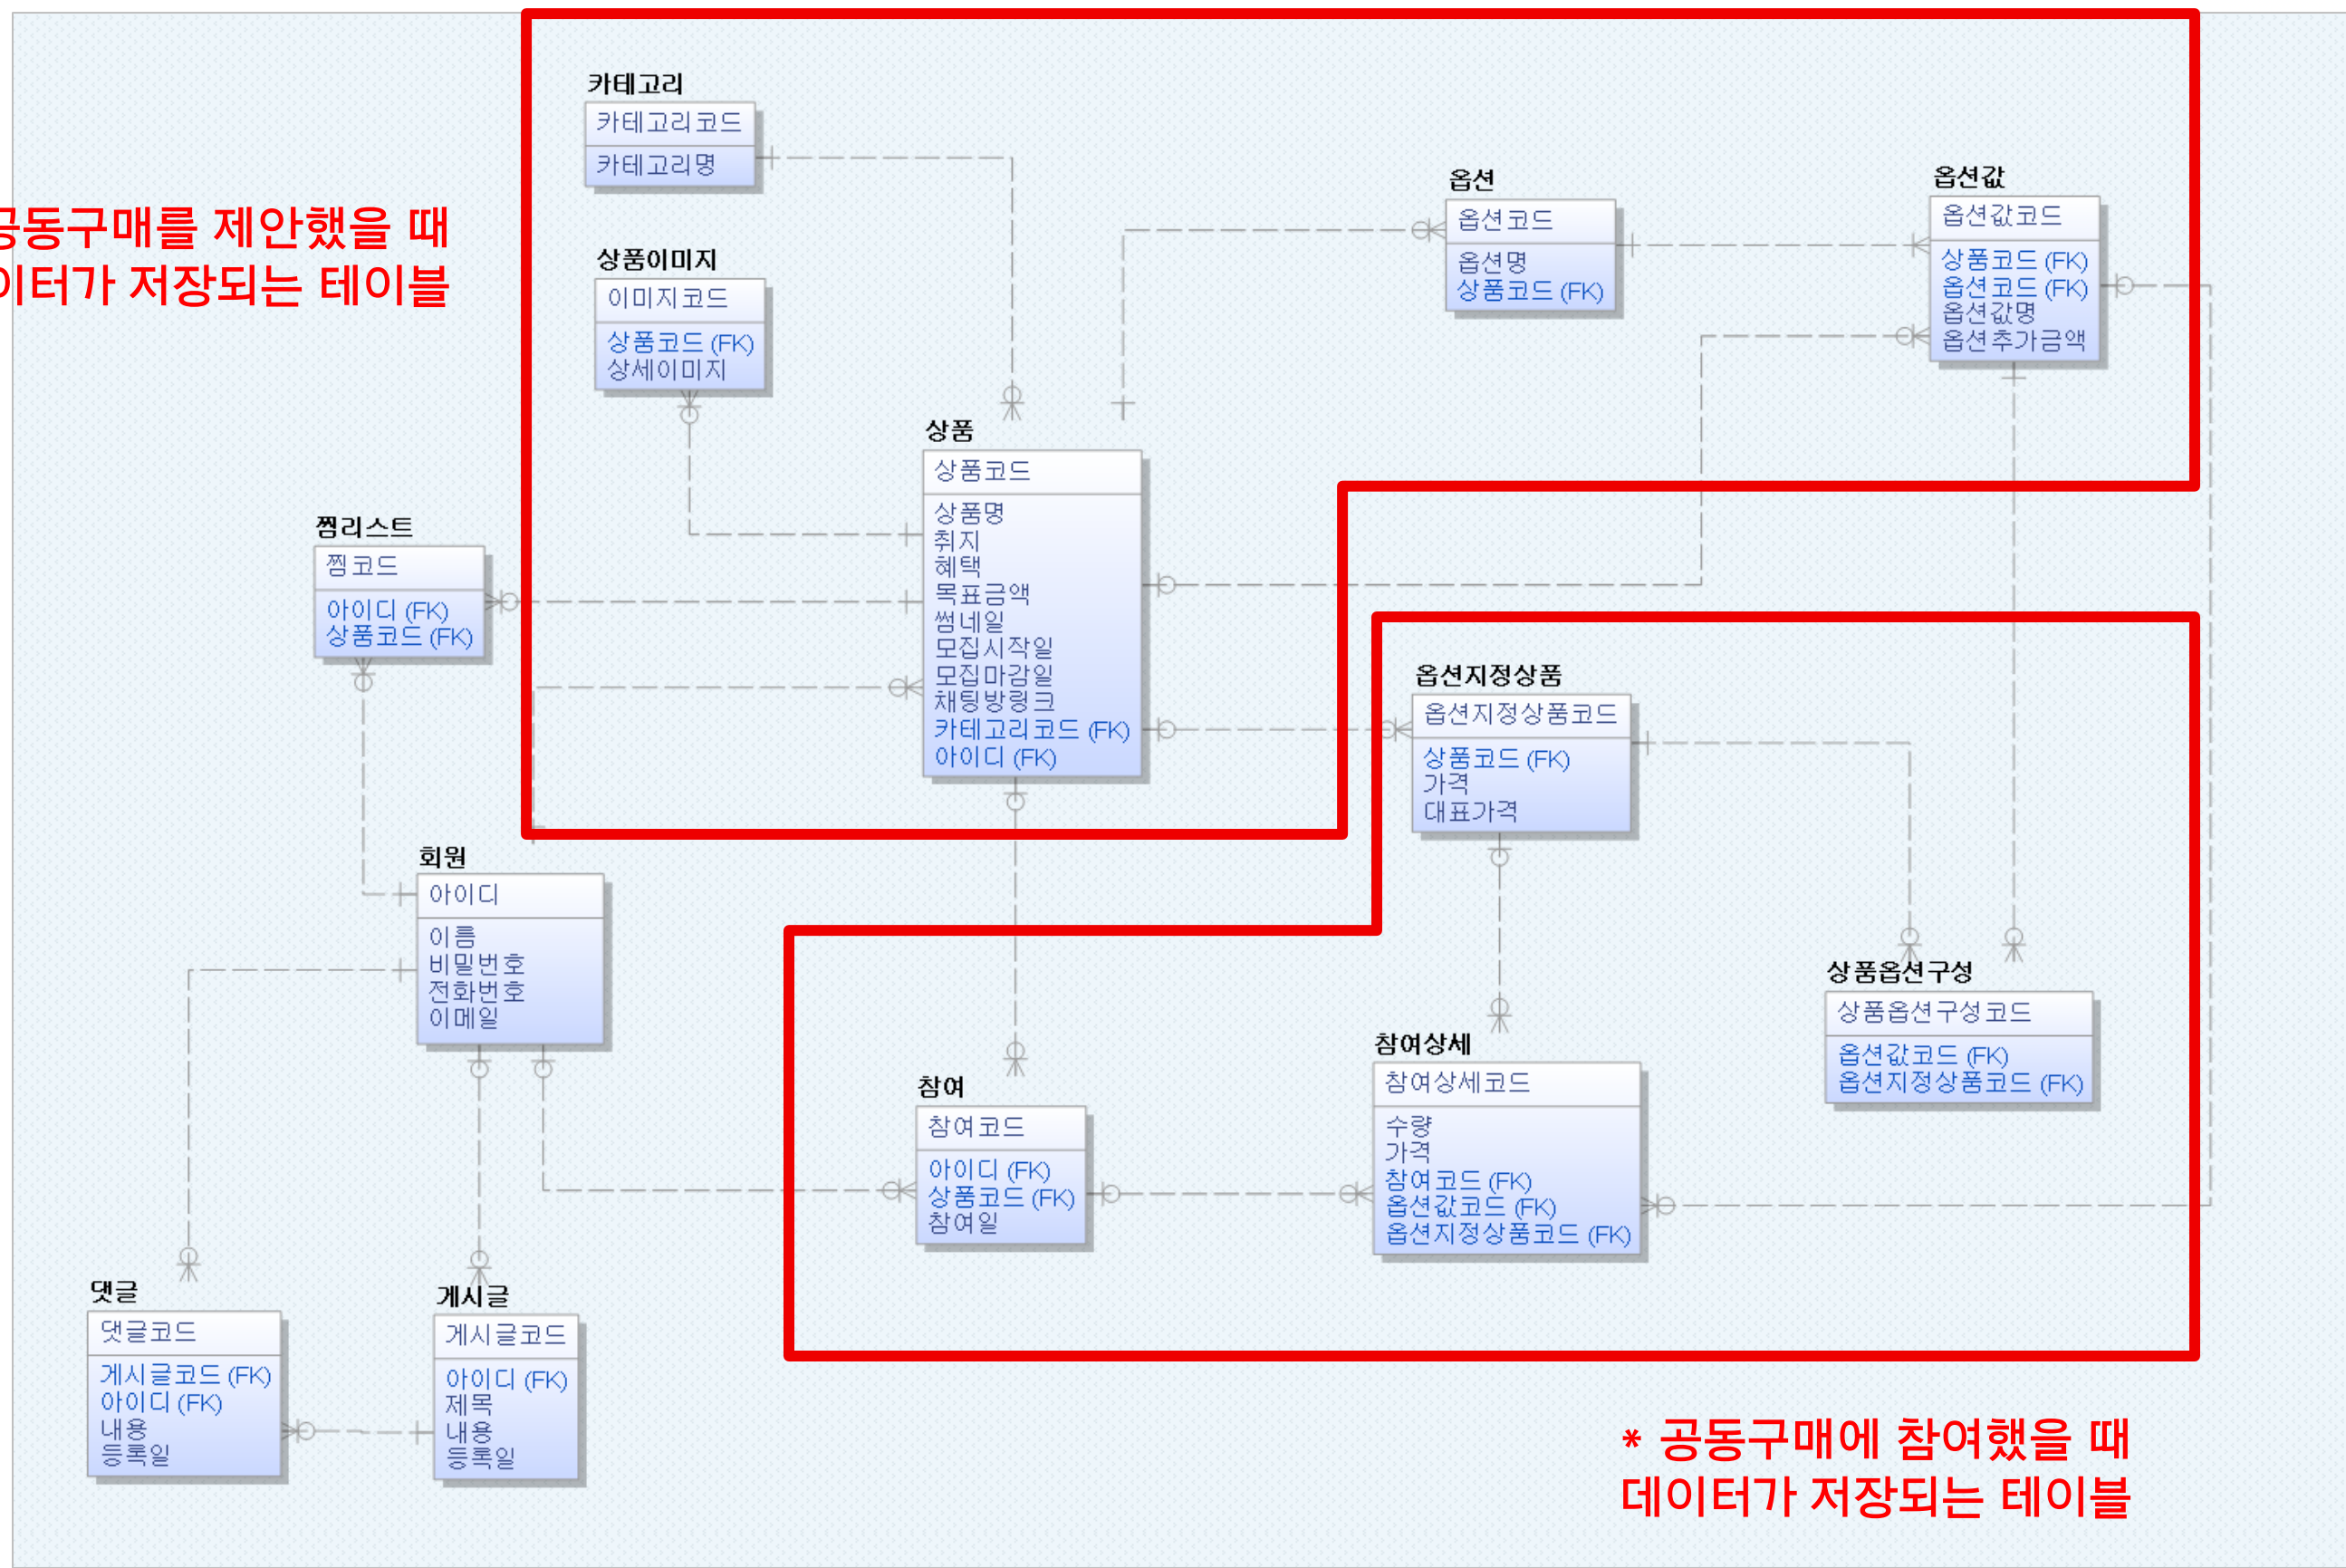 카테고리
카테고리코드
카테고리명
공동구매를 제안했을 때
이터가 저장되는 테이블
상품이미지
이미지코드
상품코드 (FK)
상세이미지
옵션
옵션코드
옵션명
상품코드 (FK)
옵션값
옵션값코드
상품코드 (FK)
옵션코드 (FK)
옵션값명
옵션추가금액
상품
상품코드
상품명
취지
혜택
목표금액
썸네일
모집시작일
모집마감일
채팅방링크
카테고리코드 (FK)
아이디 (FK)
찜리스트
찜코드
아이디 (FK)
상품코드 (FK)
옵션지정상품
옵션지정상품코드
상품코드 (FK)
가격
대표가격
회원
아이디
이름
비밀번호
전화번호
이메일
상품옵션구성
상품옵션구성코드
옵션값코드 (FK)
옵션지정상품코드 (FK)
참여
참여코드
아이디 (FK)
상품코드 (FK)
참여일
참여상세
참여상세코드
수량
가격
참여코드 (FK)
옵션값코드 (FK)
옵션지정상품코드 (FK)
댓글
댓글코드
게시글코드 (FK)
아이디 (FK)
내용
등록일
게시글
게시글코드
아이디 (FK)
제목
내용
등록일
* 공동구매에 참여했을 때
데이터가 저장되는 테이블